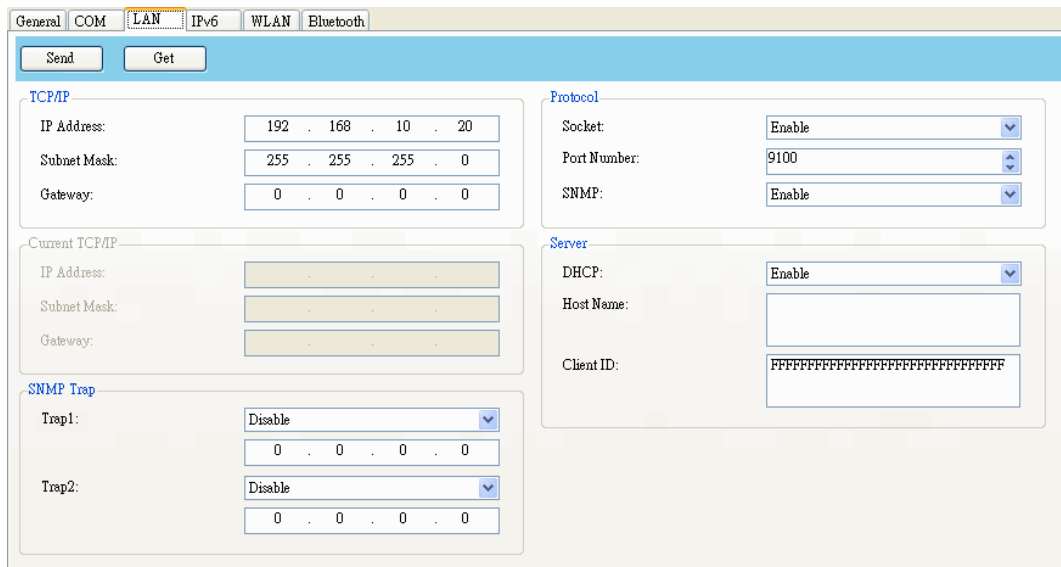 General COM LAN IPv6 WLAN Bluetooth
Send Get
TCP/IP
IP Address: 192 . 168 . 10 . 20
Subnet Mask: 255 . 255 . 255 . 0
Gateway: 0 . 0 . 0 . 0
Current TCP/IP
IP Address: . . .
Subnet Mask: . . .
Gateway: . . .
SNMP Trap
Trap1: Disable
0 . 0 . 0 . 0
Trap2: Disable
0 . 0 . 0 . 0
Protocol
Socket: Enable
Port Number: 9100
SNMP: Enable
Server
DHCP: Enable
Host Name:
Client ID: FFFFFFFFFFFFFFFFFFFFFFFFFFFFFFFF